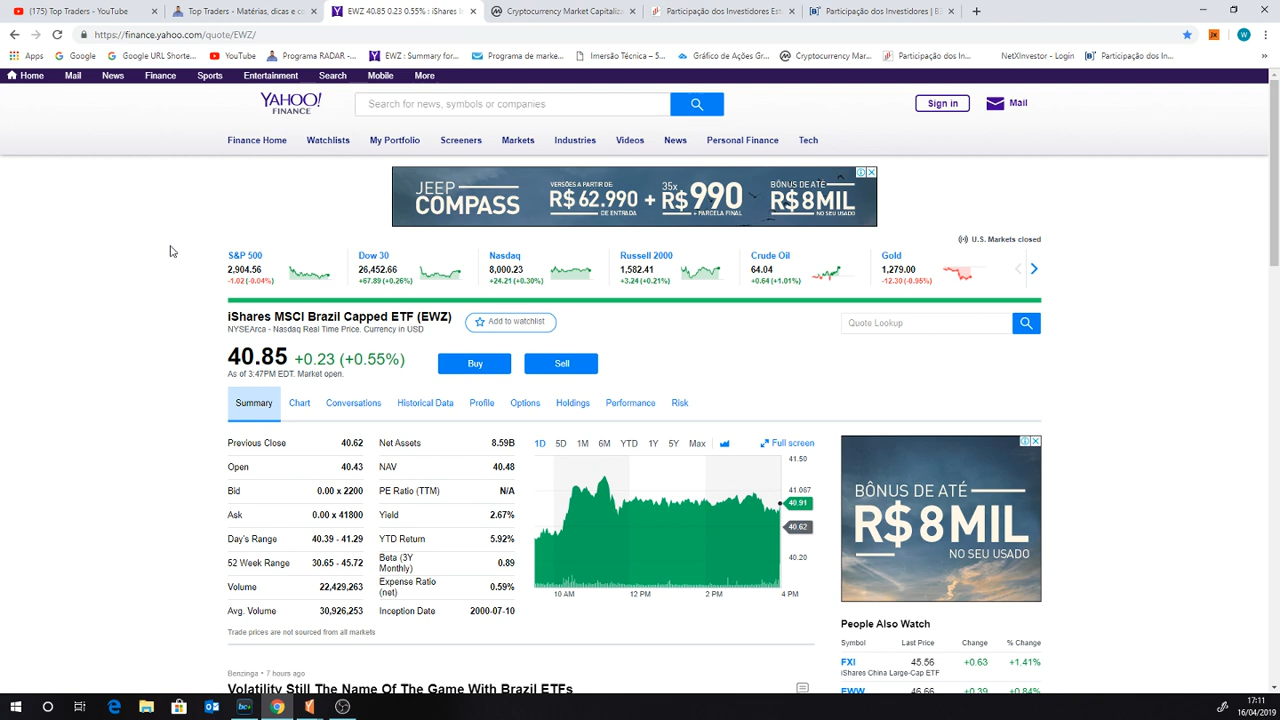 (175) Top Traders - YouTube
Top Traders - Matérias, dicas e co
EWZ 40.85 0.23 0.55% : iShares M
Cryptocurrency Market Capitaliza
Participação dos Investidores Est
Participação dos Investidores | B3
https://finance.yahoo.com/quote/EWZ/
Apps Google Google URL Shorte... YouTube Programa RADAR -... EWZ : Summary for... Programa de marke... Imersão Técnica – 5... Gráfico de Ações Gr... Cryptocurrency Mar... Participação dos In... NetXInvestor - Login Participação dos In...
Home Mail News Finance Sports Entertainment Search Mobile More
YAHOO! FINANCE
Search for news, symbols or companies
Sign in Mail
Finance Home Watchlists My Portfolio Screeners Markets Industries Videos News Personal Finance Tech
JEEP COMPASS
VERSÕES A PARTIR DE: R$ 62.990 DE ENTRADA + 35x R$ 990 + PARCELA FINAL
BÔNUS DE ATÉ R$ 8 MIL NO SEU USADO
U.S. Markets closed
S&P 500 Dow 30 Nasdaq Russell 2000 Crude Oil Gold
2,904.56 26,452.66 8,000.23 1,582.41 64.04 1,279.00
-1.02 (-0.04%) +67.89 (+0.26%) +24.21 (+0.30%) +3.24 (+0.21%) +0.64 (+1.01%) -12.30 (-0.95%)
iShares MSCI Brazil Capped ETF (EWZ)
Add to watchlist
Quote Lookup
NYSEArca - Nasdaq Real Time Price. Currency in USD
40.85 +0.23 (+0.55%)
Buy Sell
As of 3:47PM EDT. Market open.
Summary Chart Conversations Historical Data Profile Options Holdings Performance Risk
Previous Close 40.62
Open 40.43
Bid 0.00 x 2200
Ask 0.00 x 41800
Day's Range 40.39 - 41.29
52 Week Range 30.65 - 45.72
Volume 22,429,263
Avg. Volume 30,926,253
Net Assets 8.59B
NAV 40.48
PE Ratio (TTM) N/A
Yield 2.67%
YTD Return 5.92%
Beta (3Y Monthly) 0.89
Expense Ratio (net) 0.59%
Inception Date 2000-07-10
1D 5D 1M 6M YTD 1Y 5Y Max Full screen
41.50
41.067
40.91
40.62
40.20
10 AM 12 PM 2 PM 4 PM
Trade prices are not sourced from all markets
BÔNUS DE ATÉ
R$ 8 MIL
NO SEU USADO
People Also Watch
Symbol Last Price Change % Change
FXI 45.56 +0.63 +1.41%
iShares China Large-Cap ETF
EWW 46.66 +0.39 +0.84%
Benzinga • 7 hours ago
Volatility Still The Name Of The Game With Brazil ETFs
17:11
16/04/2019